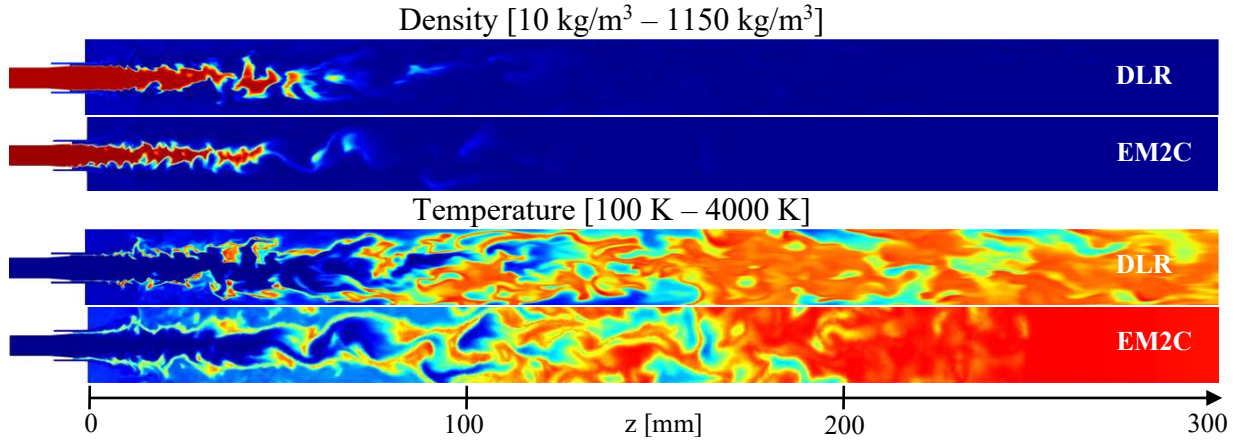 Density [10 kg/m³ – 1150 kg/m³]
DLR
EM2C
Temperature [100 K – 4000 K]
DLR
EM2C
0 100 z [mm] 200 300